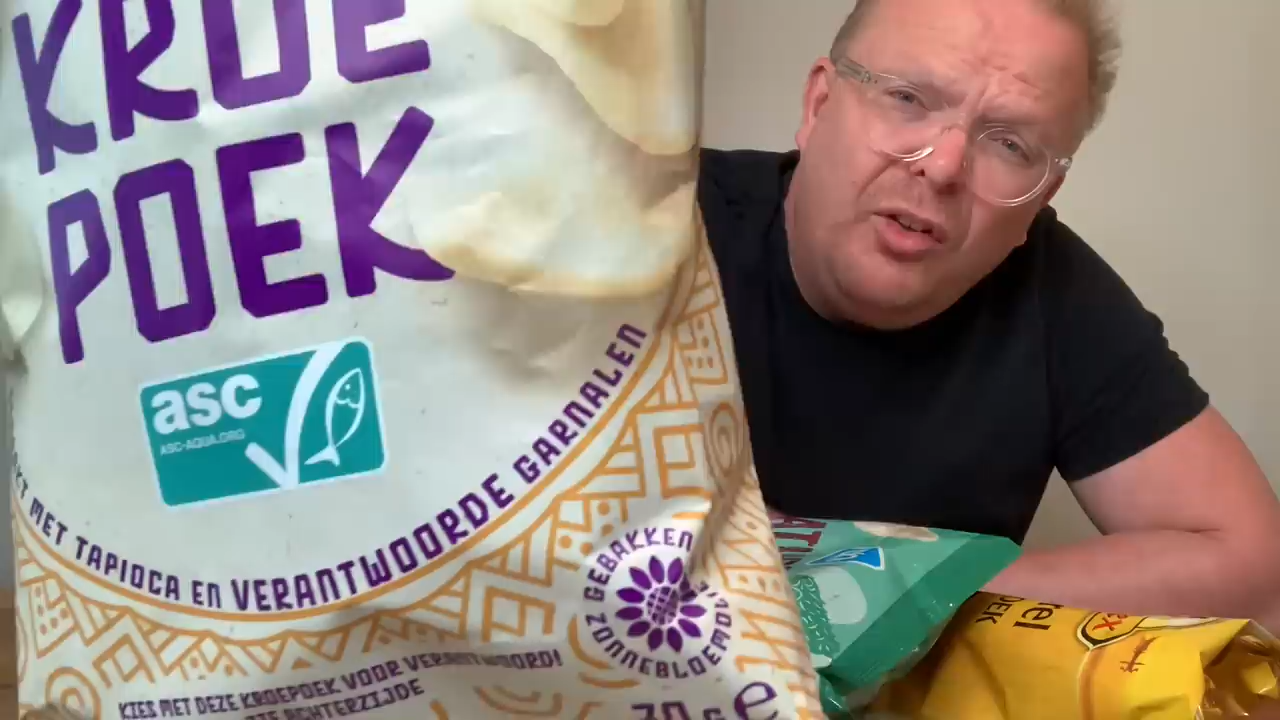 KROE
POEK
asc
ASC-AQUA.ORG
MET TAPIOCA EN VERANTWOORDE GARNALEN
GEBAKKEN
ZONNEBLOEM
KIES MET DEZE KROEPOEK VOOR VERANTWOORD!
ACHTERZIJDE
70 G e